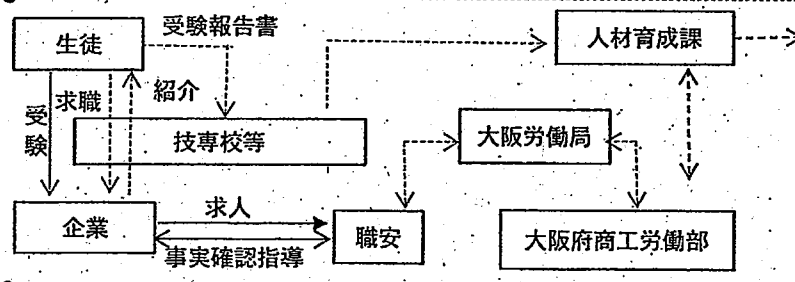 生徒
受験報告書
人材育成課
受験
求職
紹介
技専校等
大阪労働局
企業
求人
事実確認指導
職安
大阪府商工労働部